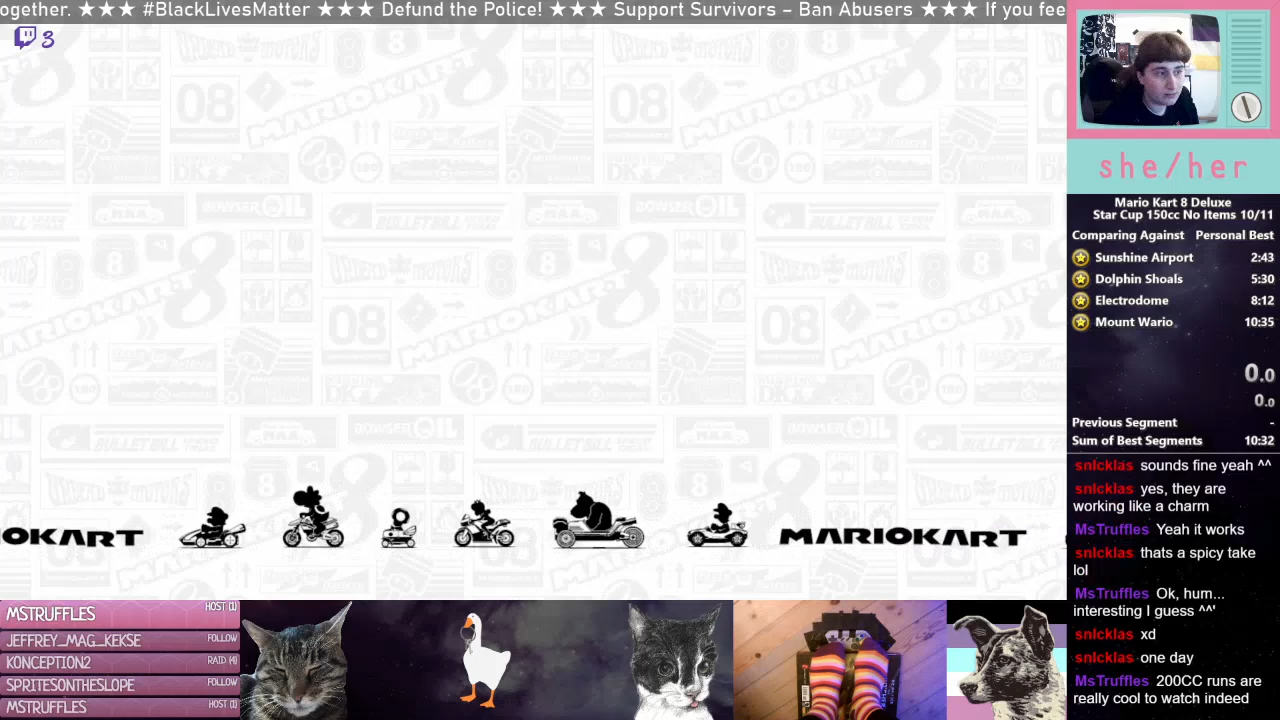 ogether. ★★★ #BlackLivesMatter ★★★ Defund the Police! ★★★ Support Survivors – Ban Abusers ★★★ If you fee
3
she/her
Mario Kart 8 Deluxe
Star Cup 150cc No Items 10/11
Comparing Against Personal Best
Sunshine Airport 2:43
Dolphin Shoals 5:30
Electrodome 8:12
Mount Wario 10:35
0.0
0.0
Previous Segment -
Sum of Best Segments 10:32
snicklas sounds fine yeah ^^
snicklas yes, they are
working like a charm
MsTruffles Yeah it works
snicklas thats a spicy take
lol
MsTruffles Ok, hum...
interesting I guess ^^'
snicklas xd
snicklas one day
MsTruffles 200CC runs are
really cool to watch indeed
OKART MARIOKART
MSTRUFFLES HOST (1)
JEFFREY_MAG_KEKSE FOLLOW
KONCEPTION2 RAID (4)
SPRITESONTHESLOPE FOLLOW
MSTRUFFLES HOST (1)